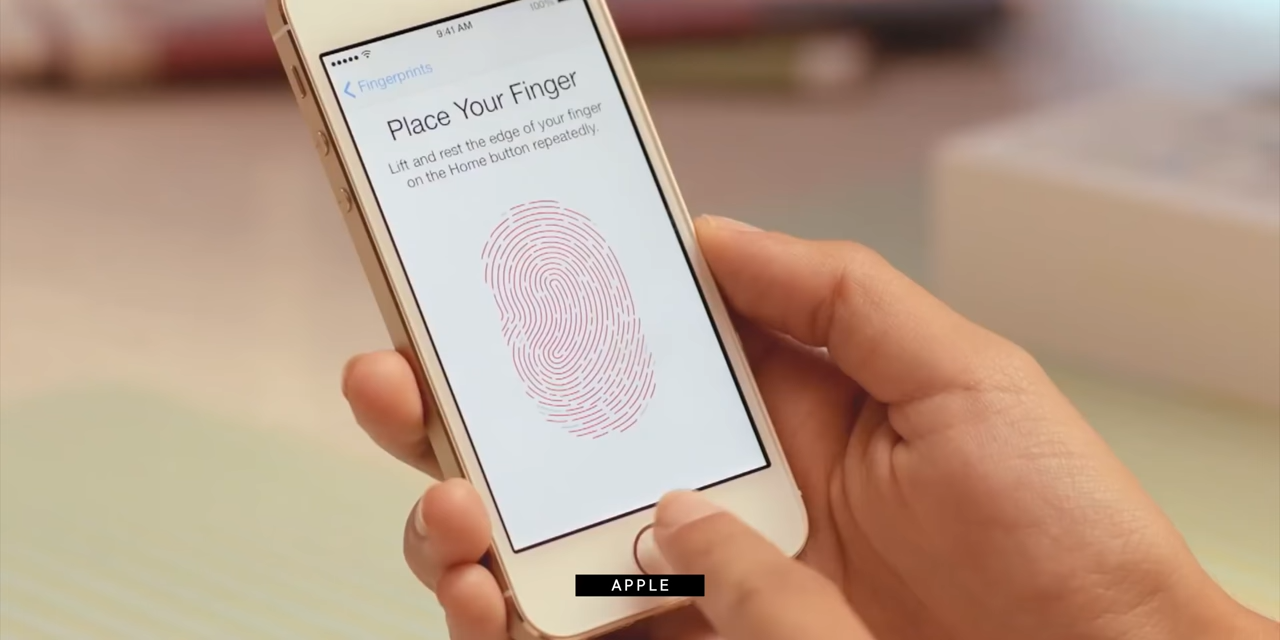 100%
9:41 AM
Fingerprints
Place Your Finger
Lift and rest the edge of your finger
on the Home button repeatedly.
APPLE